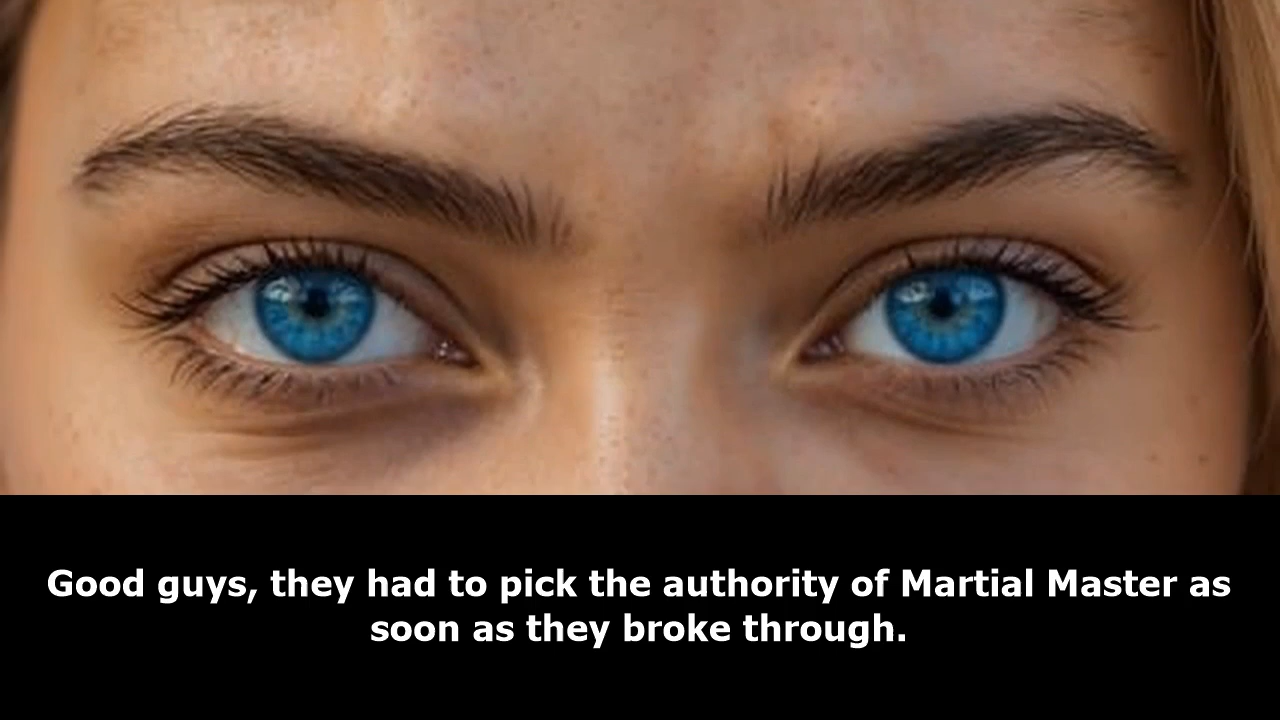 Good guys, they had to pick the authority of Martial Master as
soon as they broke through.